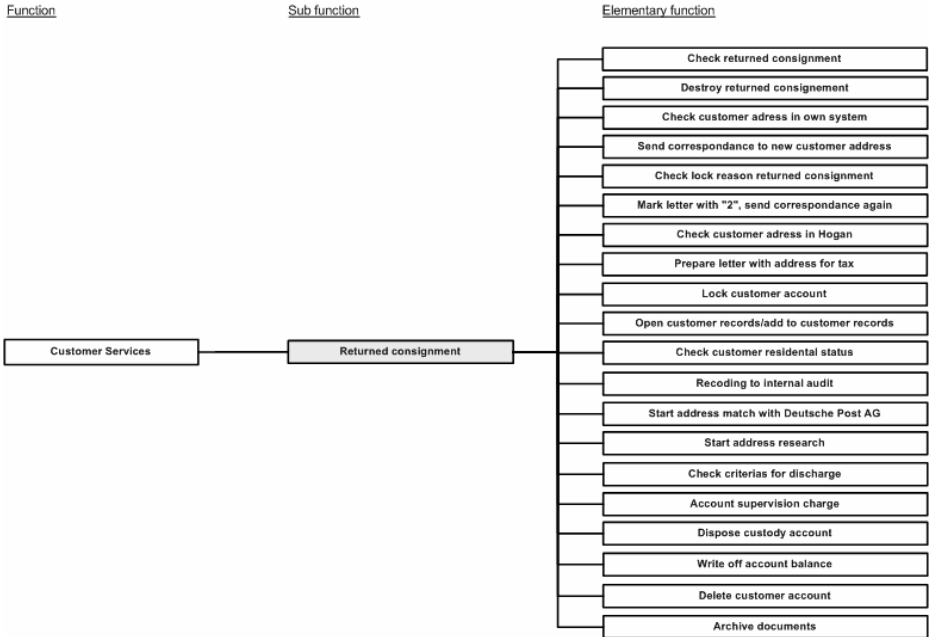 Function
Sub function
Elementary function
Check returned consignment
Destroy returned consignement
Check customer adress in own system
Send correspondance to new customer address
Check lock reason returned consignment
Mark letter with "2", send correspondance again
Check customer adress in Hogan
Prepare letter with address for tax
Lock customer account
Open customer records/add to customer records
Customer Services
Returned consignment
Check customer residental status
Recoding to internal audit
Start address match with Deutsche Post AG
Start address research
Check criterias for discharge
Account supervision charge
Dispose custody account
Write off account balance
Delete customer account
Archive documents